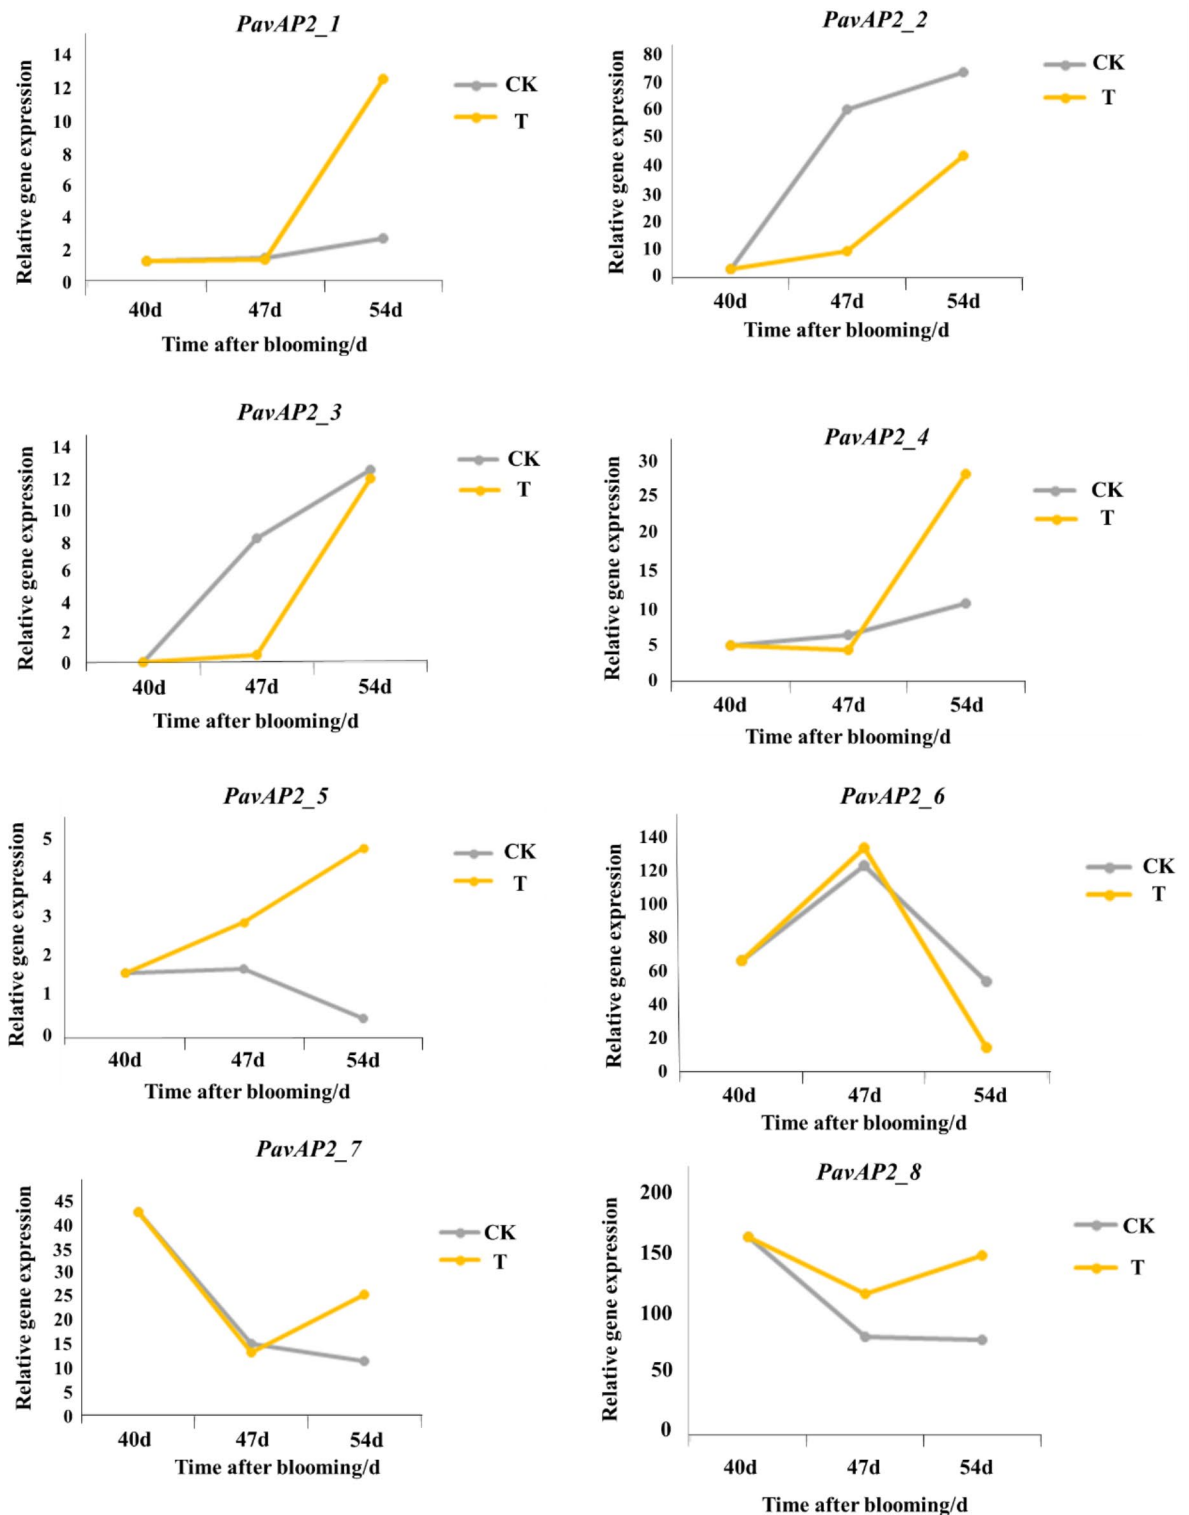 PavAP2_1
14
12
10
8
6
4
2
0
Relative gene expression
CK
T
40d 47d 54d
Time after blooming/d
PavAP2_2
80
70
60
50
40
30
20
10
0
Relative gene expression
CK
T
40d 47d 54d
Time after blooming/d
PavAP2_3
14
12
10
8
6
4
2
0
Relative gene expression
CK
T
40d 47d 54d
Time after blooming/d
PavAP2_4
30
25
20
15
10
5
0
Relative gene expression
CK
T
40d 47d 54d
Time after blooming/d
PavAP2_5
5
4
3
2
1
0
Relative gene expression
CK
T
40d 47d 54d
Time after blooming/d
PavAP2_6
140
120
100
80
60
40
20
0
Relative gene expression
CK
T
40d 47d 54d
Time after blooming/d
PavAP2_7
45
40
35
30
25
20
15
10
5
0
Relative gene expression
CK
T
40d 47d 54d
Time after blooming/d
PavAP2_8
200
150
100
50
0
Relative gene expression
CK
T
40d 47d 54d
Time after blooming/d